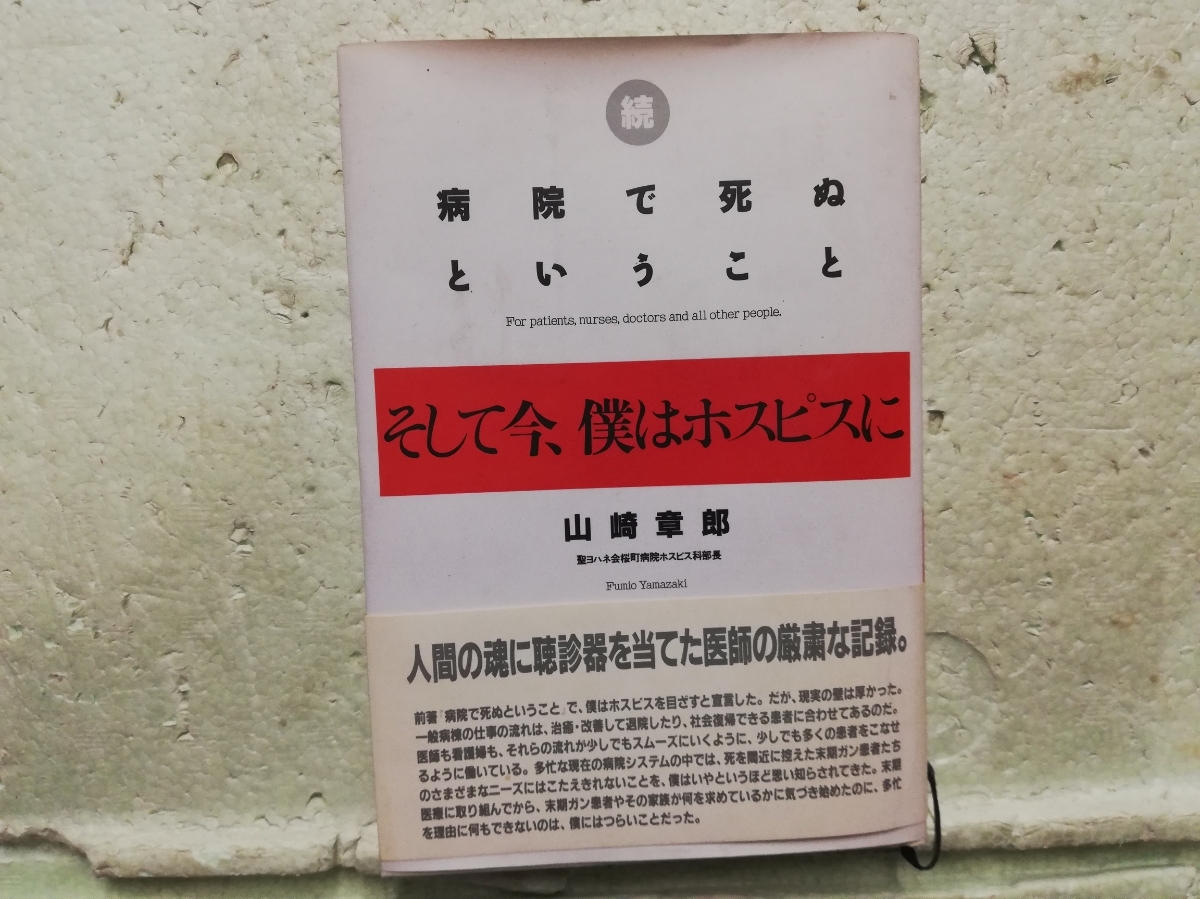 続
病院で死ぬ
ということ
For patients, nurses, doctors and all other people.
そして今、僕はホスピスに
山崎章郎
聖ヨハネ会桜町病院ホスピス科部長
Fumio Yamazaki
人間の魂に聴診器を当てた医師の厳粛な記録。
前著『病院で死ぬということ』で、僕はホスピスを目ざすと宣言した。だが、現実の壁は厚かった。
一般病棟の仕事の流れは、治癒・改善して退院したり、社会復帰できる患者に合わせてあるのだ。
医師も看護婦も、それらの流れが少しでもスムーズにいくように、少しでも多くの患者をこなせ
るように働いている。多忙な現在の病院システムの中では、死を間近に控えた末期ガン患者たち
のさまざまなニーズにはこたえきれないことを、僕はいやというほど思い知らされてきた。末期
医療に取り組んでから、末期ガン患者やその家族が何を求めているかに気づき始めたのに、多忙
を理由に何もできないのは、僕にはつらいことだった。